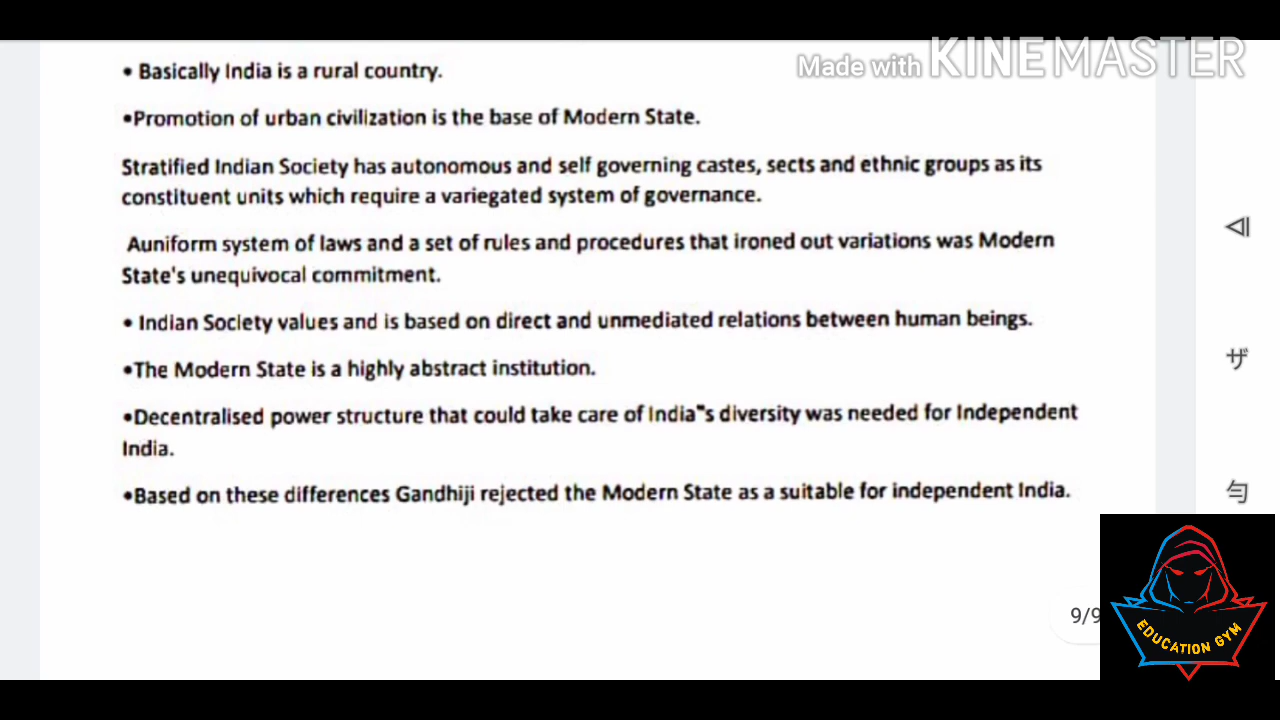 Made with KINEMASTER
• Basically India is a rural country.
•Promotion of urban civilization is the base of Modern State.
Stratified Indian Society has autonomous and self governing castes, sects and ethnic groups as its
constituent units which require a variegated system of governance.
Auniform system of laws and a set of rules and procedures that ironed out variations was Modern
State's unequivocal commitment.
• Indian Society values and is based on direct and unmediated relations between human beings.
•The Modern State is a highly abstract institution.
•Decentralised power structure that could take care of India"s diversity was needed for Independent
India.
•Based on these differences Gandhiji rejected the Modern State as a suitable for independent India.
9/9
EDUCATION GYM